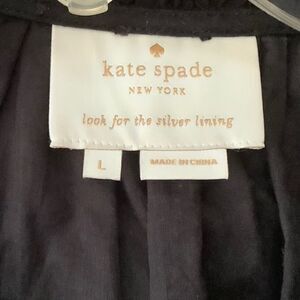 kate spade
NEW YORK
look for the silver lining
L
MADE IN CHINA